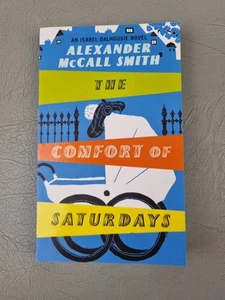 AN ISABEL DALHOUSIE NOVEL
ALEXANDER
McCALL SMITH
THE
COMFORT OF
SATURDAYS